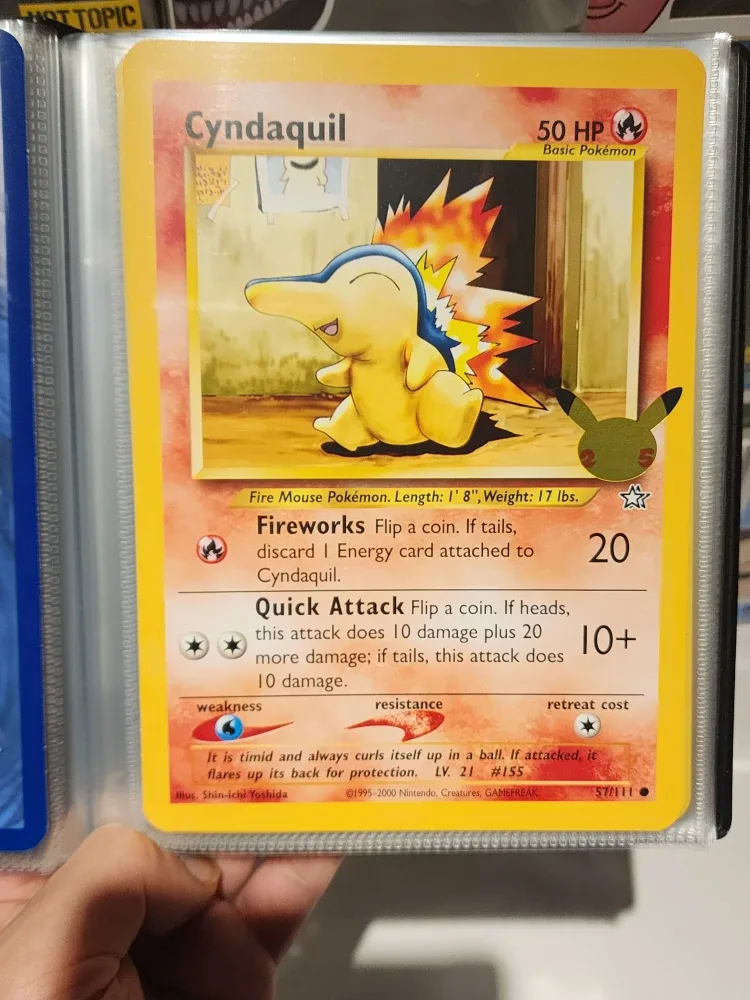 HOT TOPIC
Cyndaquil
50 HP
Basic Pokémon
25
Fire Mouse Pokémon. Length: 1' 8", Weight: 17 lbs.
Fireworks Flip a coin. If tails,
discard 1 Energy card attached to
Cyndaquil.
20
Quick Attack Flip a coin. If heads,
this attack does 10 damage plus 20
more damage; if tails, this attack does
10 damage.
10+
weakness
resistance
retreat cost
It is timid and always curls itself up in a ball. If attacked, it
flares up its back for protection. LV. 21 #155
Illus. Shin-ichi Yoshida
©1995-2000 Nintendo, Creatures, GAMEFREAK
57/111